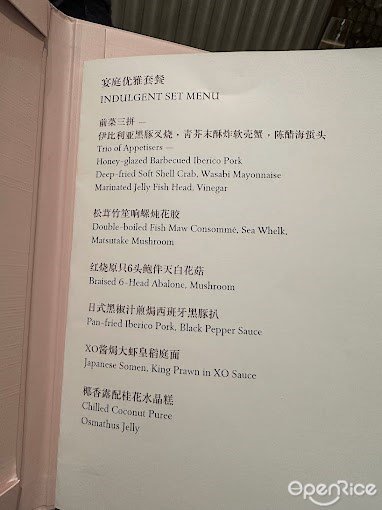 宴庭优雅套餐
INDULGENT SET MENU
前菜三拼 —
伊比利亚黑豚叉烧，青芥末酥炸软壳蟹，陈醋海蜇头
Trio of Appetisers —
Honey-glazed Barbecued Iberico Pork
Deep-fried Soft Shell Crab, Wasabi Mayonnaise
Marinated Jelly Fish Head, Vinegar
松茸竹笙响螺炖花胶
Double-boiled Fish Maw Consommé, Sea Whelk,
Matsutake Mushroom
红烧原只6头鲍伴天白花菇
Braised 6-Head Abalone, Mushroom
日式黑椒汁煎焗西班牙黑豚扒
Pan-fried Iberico Pork, Black Pepper Sauce
XO酱焗大虾皇稻庭面
Japanese Somen, King Prawn in XO Sauce
椰香露配桂花水晶糕
Chilled Coconut Puree
Osmathus Jelly
OpenRice